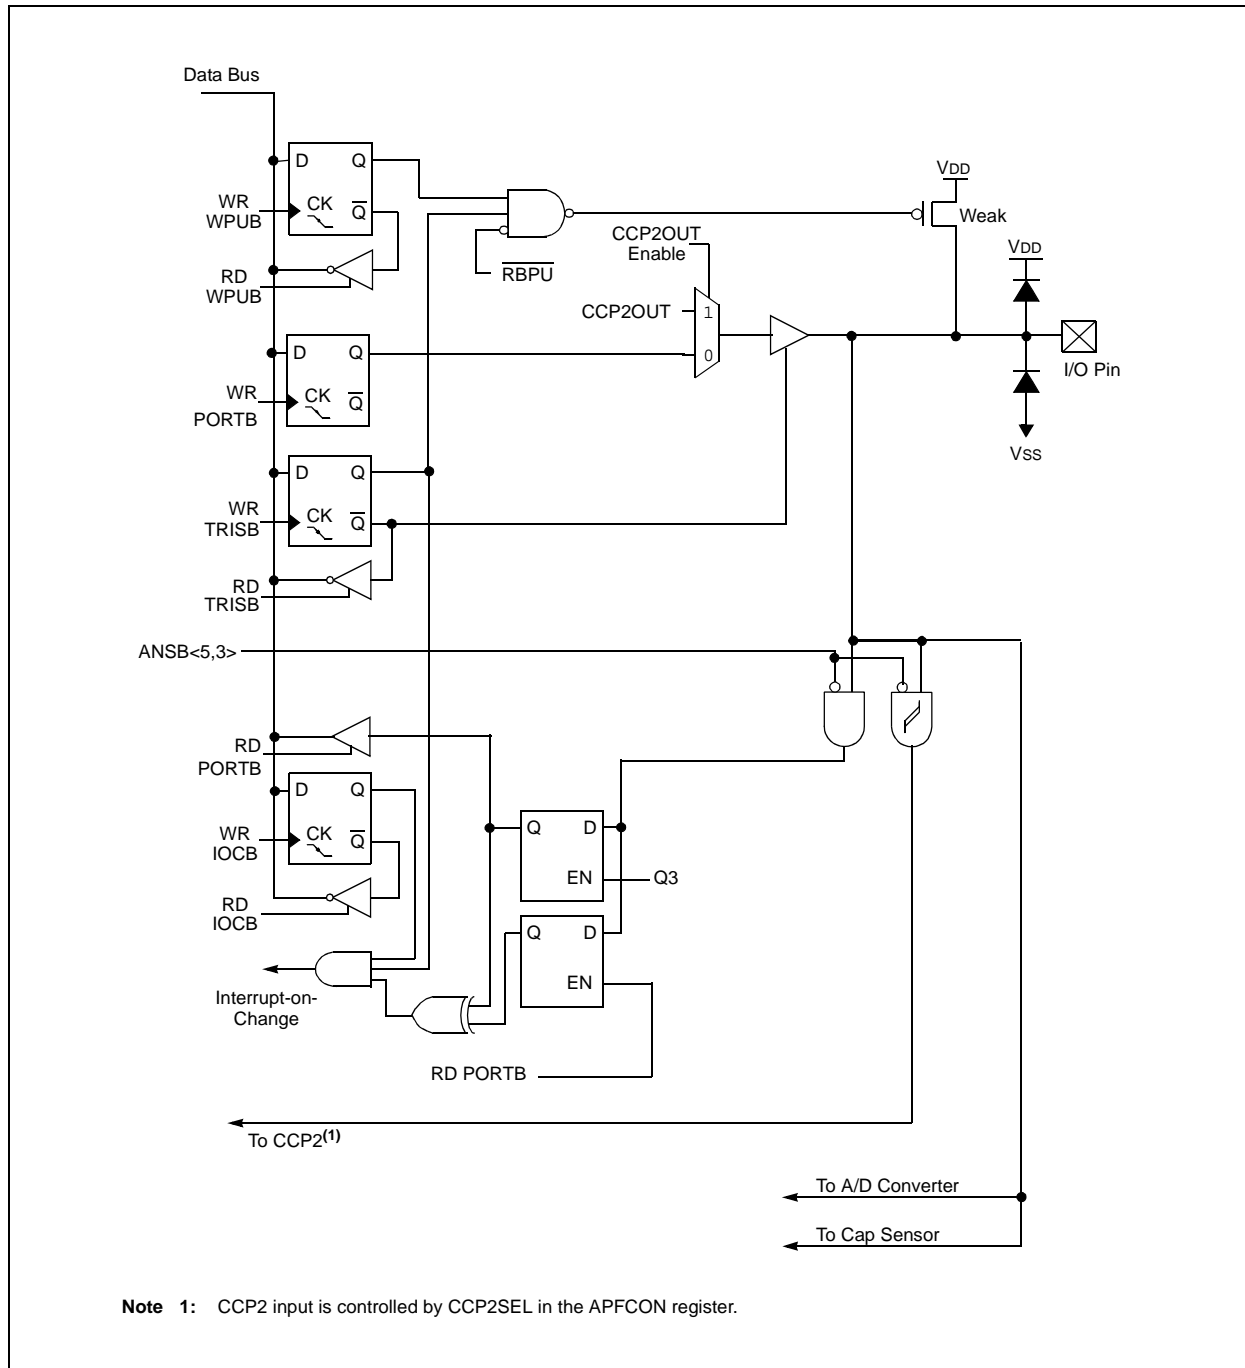 Data Bus
D Q
WR
WPUB
CK Q
RD
WPUB
RBPU
VDD
Weak
CCP2OUT
Enable
VDD
CCP2OUT
1
0
I/O Pin
VSS
D Q
WR
PORTB
CK Q
D Q
WR
TRISB
CK Q
RD
TRISB
ANSB<5,3>
RD
PORTB
D Q
WR
IOCB
CK Q
RD
IOCB
Q D
EN
Q3
Q D
EN
Interrupt-on-
Change
RD PORTB
To CCP2(1)
To A/D Converter
To Cap Sensor
Note 1: CCP2 input is controlled by CCP2SEL in the APFCON register.